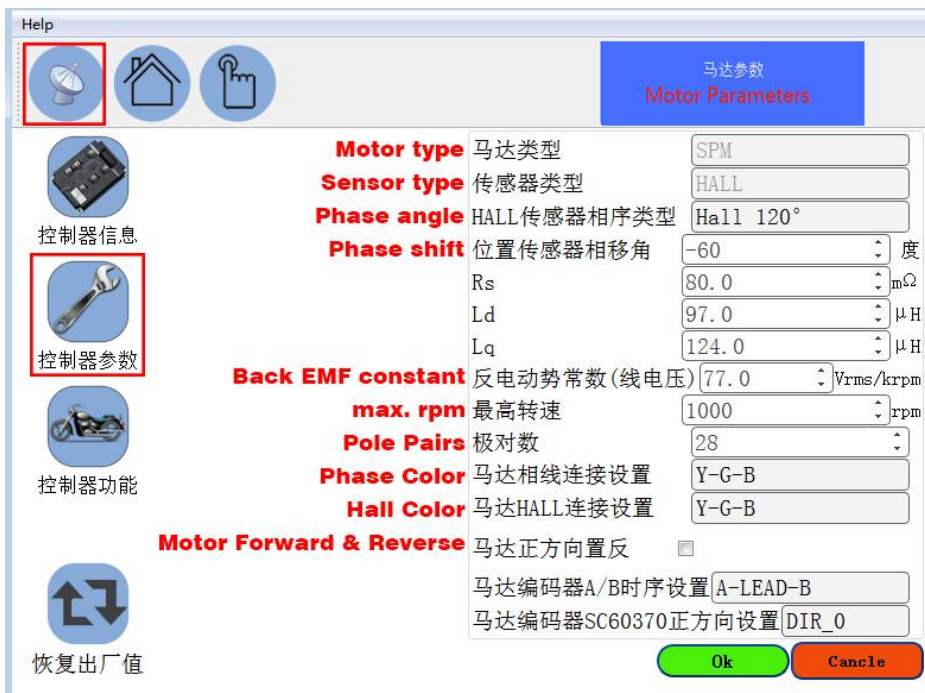 Help
马达参数
Motor Parameters
控制器信息
控制器参数
控制器功能
恢复出厂值
Motor type 马达类型 SPM
Sensor type 传感器类型 HALL
Phase angle HALL传感器相序类型 Hall 120°
Phase shift 位置传感器相移角 -60 度
Rs 80.0 mΩ
Ld 97.0 μH
Lq 124.0 μH
Back EMF constant 反电动势常数(线电压) 77.0 Vrms/krpm
max. rpm 最高转速 1000 rpm
Pole Pairs 极对数 28
Phase Color 马达相线连接设置 Y-G-B
Hall Color 马达HALL连接设置 Y-G-B
Motor Forward & Reverse 马达正方向置反
马达编码器A/B时序设置 A-LEAD-B
马达编码器SC60370正方向设置 DIR_0
Ok Cancle